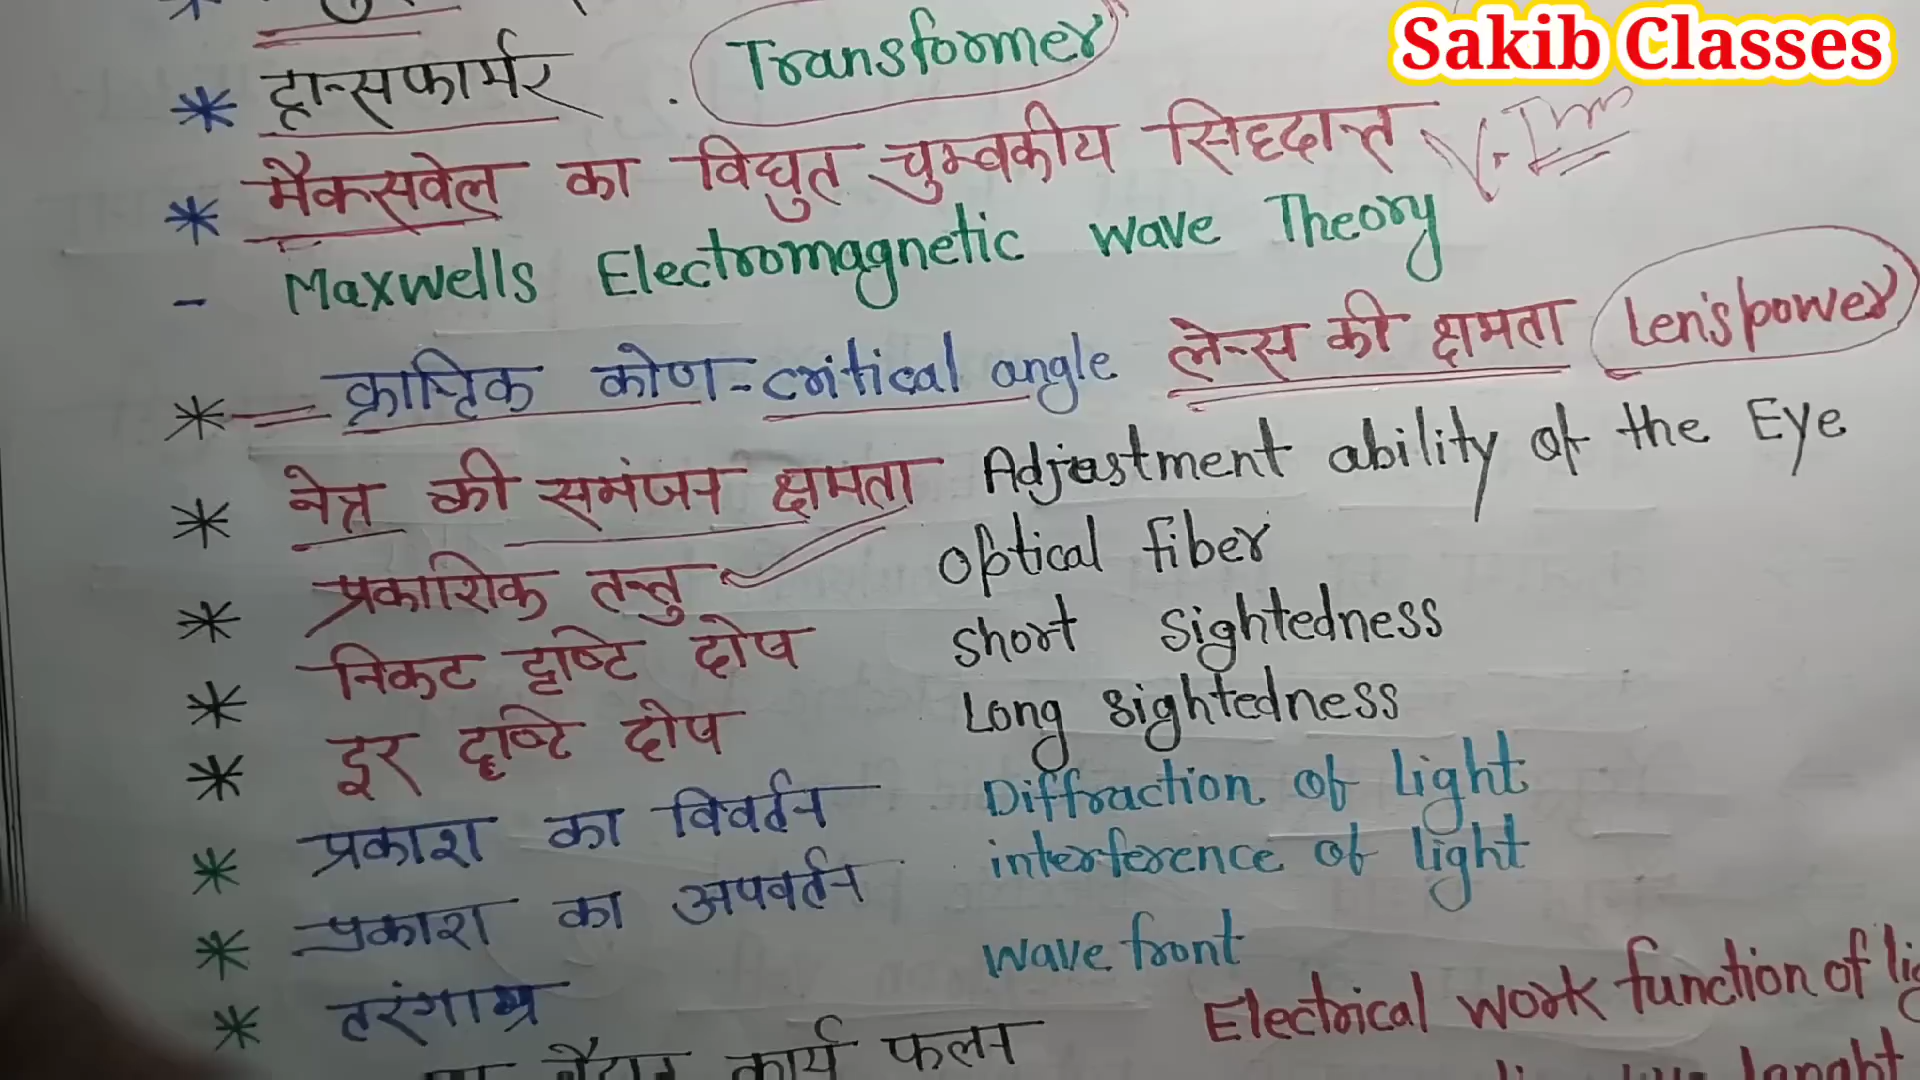 Sakib Classes
ट्रान्सफार्मर Transformer
मैक्सवेल का विद्युत चुम्बकीय सिद्धान्त V. Imp
- Maxwells Electromagnetic wave Theory
क्रान्तिक कोण - critical angle लेन्स की क्षमता Len's power
नेत्र की समंजन क्षमता Adjustment ability of the Eye
प्रकाशिक तन्तु optical fiber
निकट दृष्टि दोष short sightedness
दूर दृष्टि दोष Long sightedness
प्रकाश का विवर्तन Diffraction of light
प्रकाश का अपवर्तन interference of light
तरंगाग्र wave front
कार्य फलन Electrical work function of